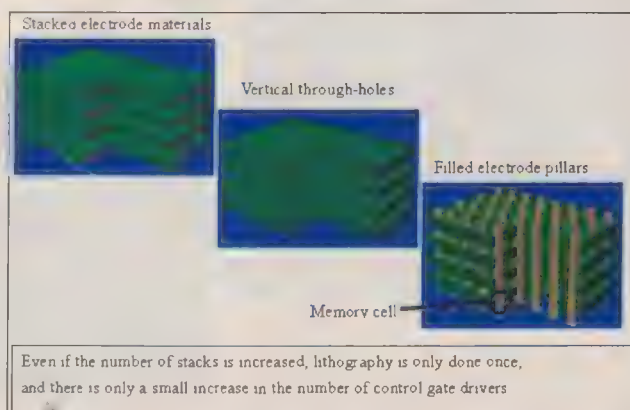 Stacked electrode materials
Vertical through-holes
Filled electrode pillars
Memory cell
Even if the number of stacks is increased, lithography is only done once,
and there is only a small increase in the number of control gate drivers